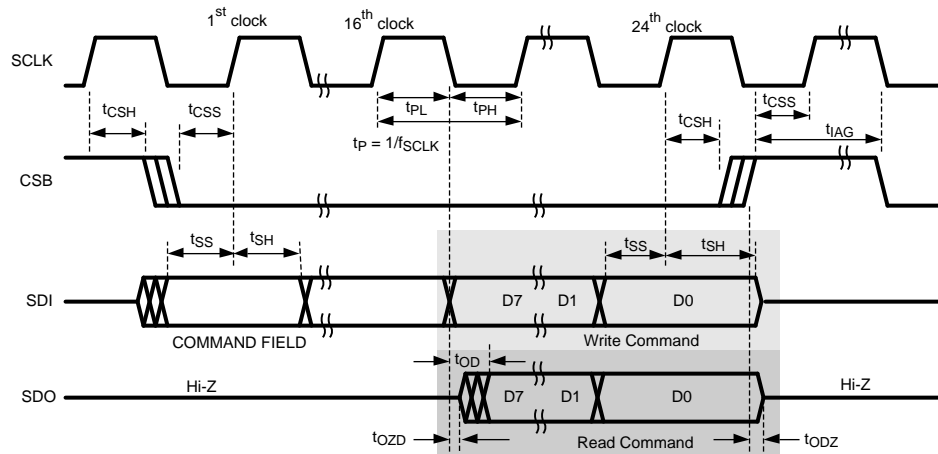 1st clock 16th clock 24th clock
SCLK
tCSH tCSS tPL tPH tCSH tCSS tIAG
tP = 1/fSCLK
CSB
tSS tSH tSS tSH
SDI D7 D1 D0
COMMAND FIELD Write Command
tOD
Hi-Z Hi-Z
SDO D7 D1 D0
tOZD Read Command tODZ